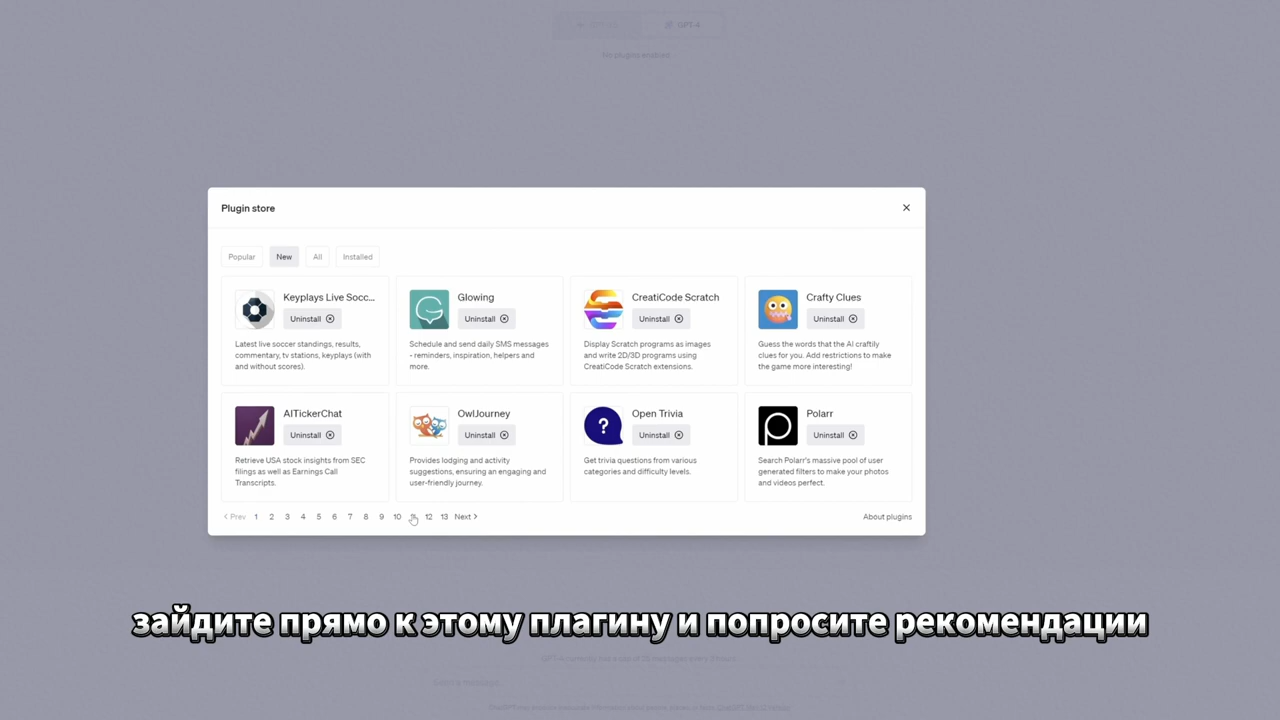 GPT-4
No plugins enabled
Plugin store
Popular
New
All
Installed
Keyplays Live Socc...
Uninstall
Latest live soccer standings, results,
commentary, tv stations, keyplays (with
and without scores).
Glowing
Uninstall
Schedule and send daily SMS messages
- reminders, inspiration, helpers and
more.
CreatiCode Scratch
Uninstall
Display Scratch programs as images
and write 2D/3D programs using
CreatiCode Scratch extensions.
Crafty Clues
Uninstall
Guess the words that the AI craftily
clues for you. Add restrictions to make
the game more interesting!
AITickerChat
Uninstall
Retrieve USA stock insights from SEC
filings as well as Earnings Call
Transcripts.
OwlJourney
Uninstall
Provides lodging and activity
suggestions, ensuring an engaging and
user-friendly journey.
Open Trivia
Uninstall
Get trivia questions from various
categories and difficulty levels.
Polarr
Uninstall
Search Polarr's massive pool of user
generated filters to make your photos
and videos perfect.
Prev 1 2 3 4 5 6 7 8 9 10 11 12 13 Next
About plugins
зайдите прямо к этому плагину и попросите рекомендации